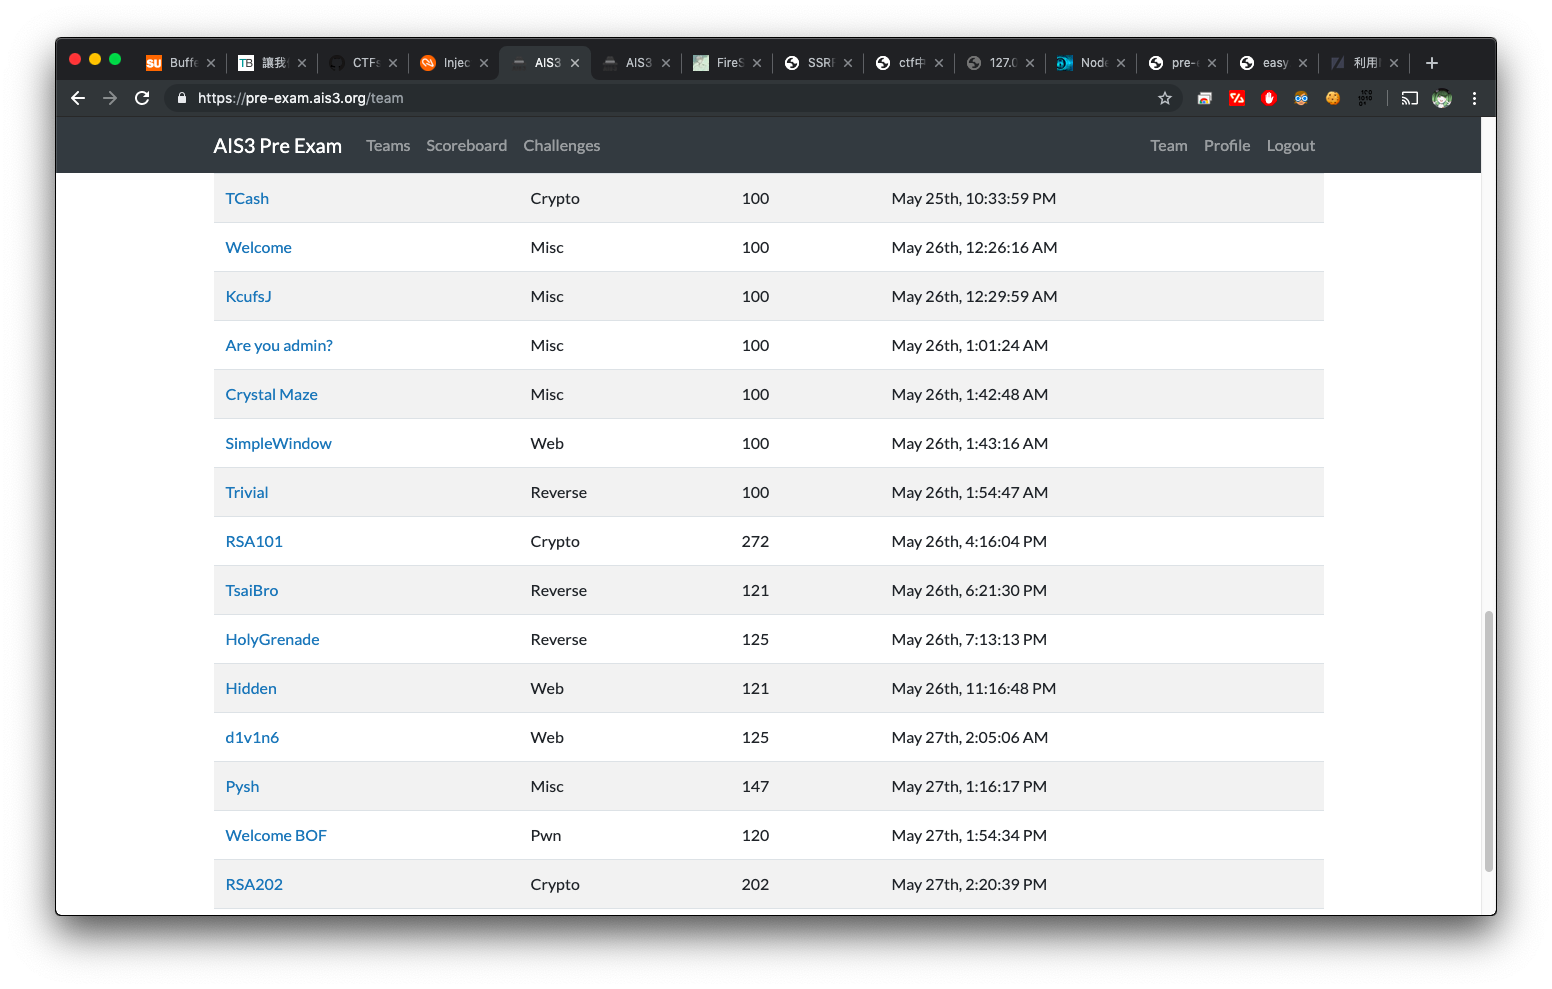 Buffe
讓我
CTFs
Injec
AIS3
AIS3
FireS
SSRF
ctf中
127.0
Node
pre-e
easy
利用
https://pre-exam.ais3.org/team
AIS3 Pre Exam Teams Scoreboard Challenges Team Profile Logout
TCash Crypto 100 May 25th, 10:33:59 PM
Welcome Misc 100 May 26th, 12:26:16 AM
KcufsJ Misc 100 May 26th, 12:29:59 AM
Are you admin? Misc 100 May 26th, 1:01:24 AM
Crystal Maze Misc 100 May 26th, 1:42:48 AM
SimpleWindow Web 100 May 26th, 1:43:16 AM
Trivial Reverse 100 May 26th, 1:54:47 AM
RSA101 Crypto 272 May 26th, 4:16:04 PM
TsaiBro Reverse 121 May 26th, 6:21:30 PM
HolyGrenade Reverse 125 May 26th, 7:13:13 PM
Hidden Web 121 May 26th, 11:16:48 PM
d1v1n6 Web 125 May 27th, 2:05:06 AM
Pysh Misc 147 May 27th, 1:16:17 PM
Welcome BOF Pwn 120 May 27th, 1:54:34 PM
RSA202 Crypto 202 May 27th, 2:20:39 PM